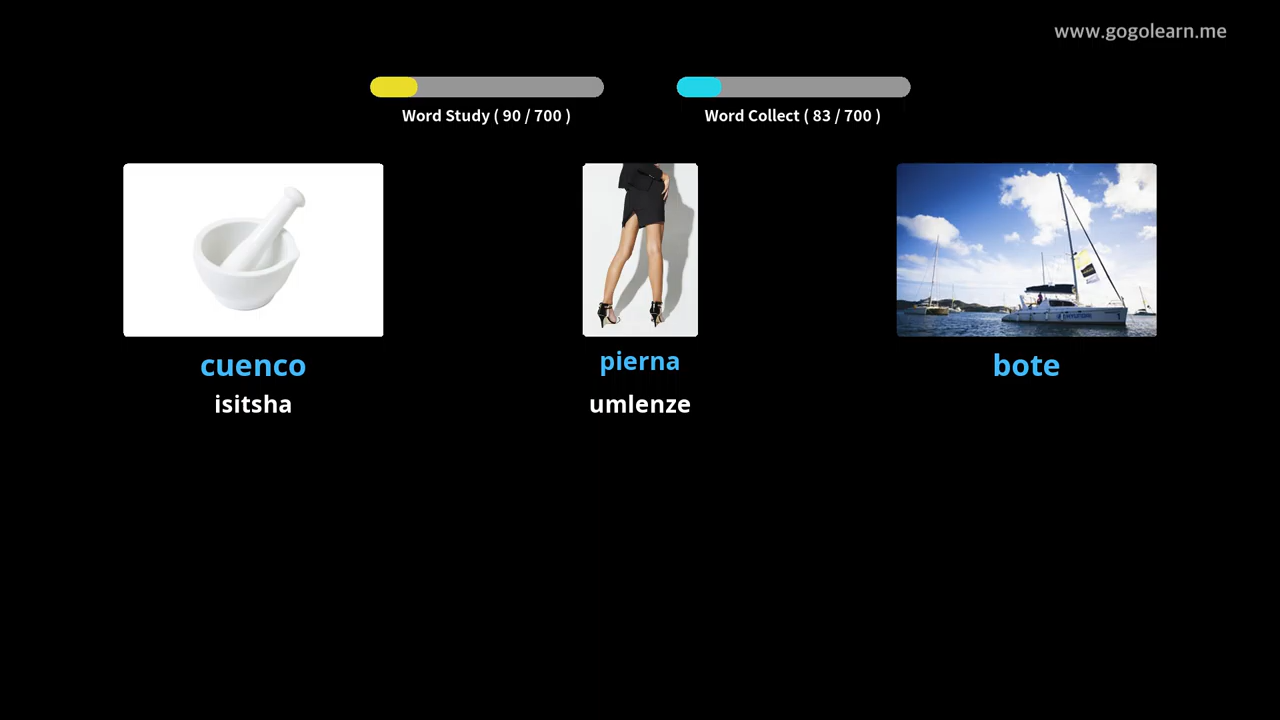 www.gogolearn.me
Word Study ( 90 / 700 )
Word Collect ( 83 / 700 )
cuenco
pierna
bote
isitsha
umlenze